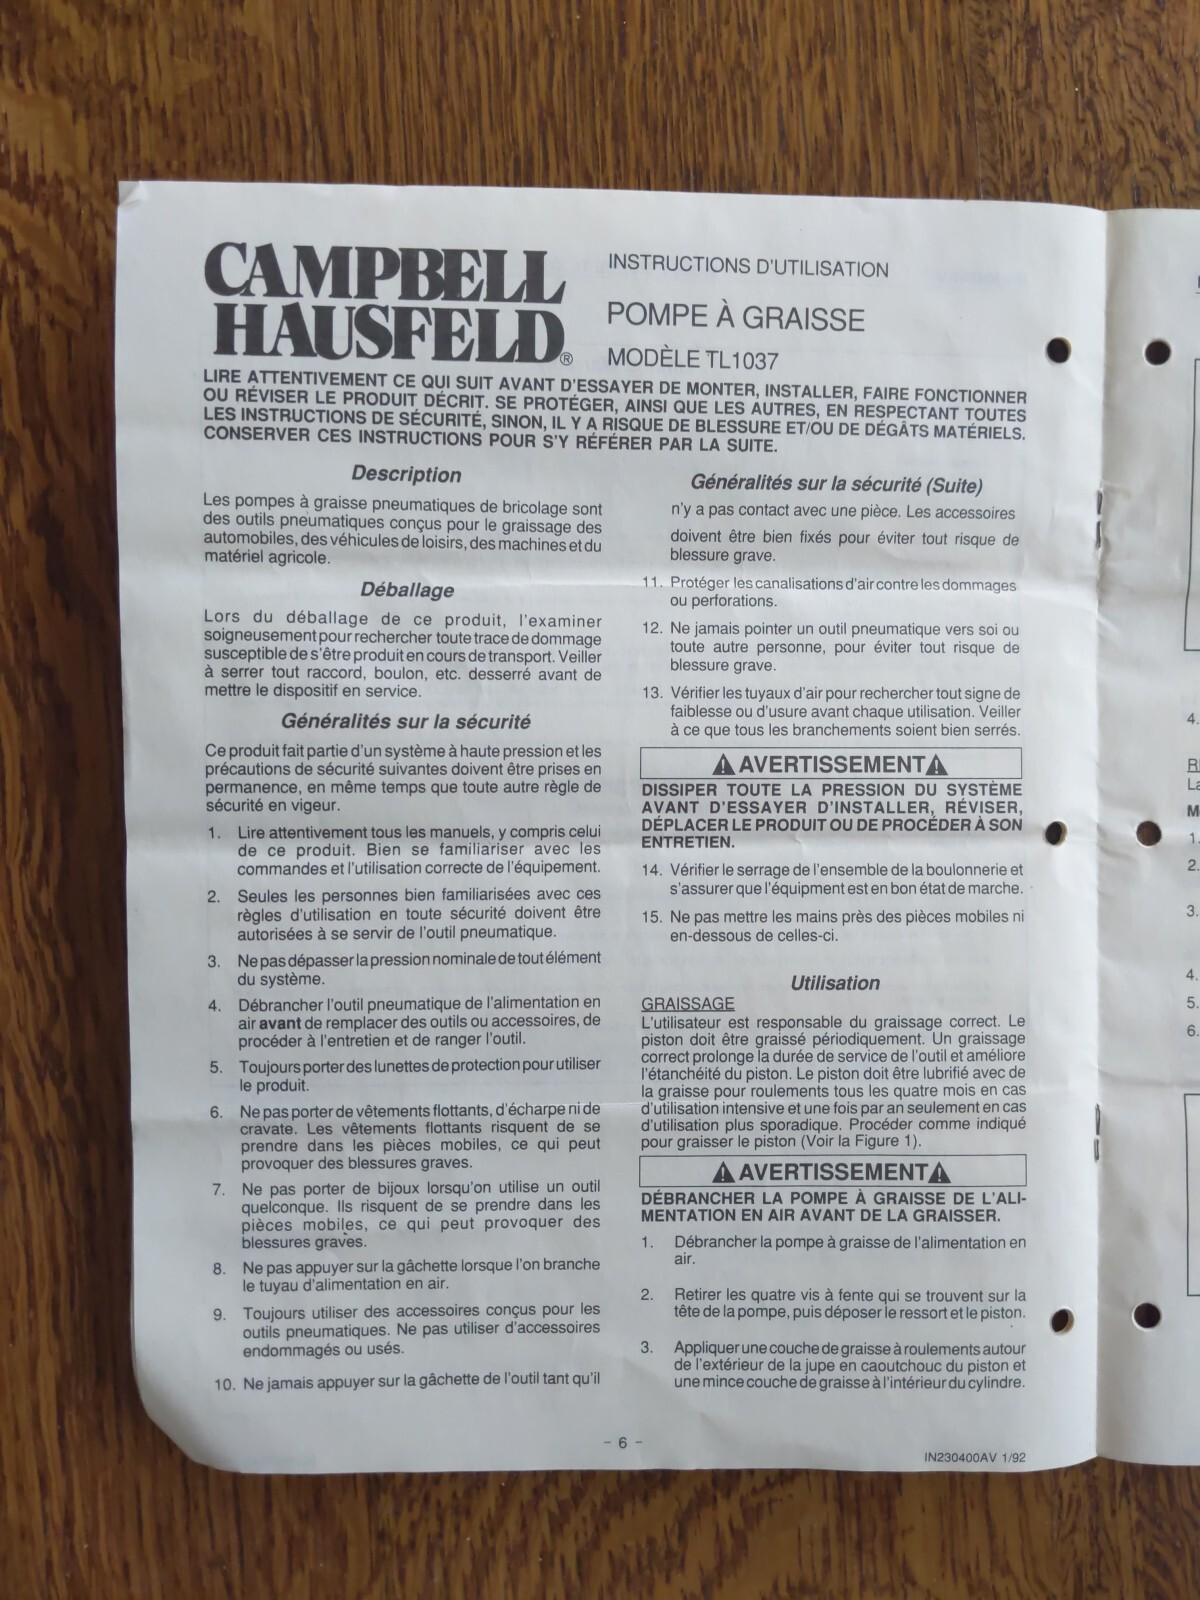 CAMPBELL
HAUSFELD®
INSTRUCTIONS D'UTILISATION
POMPE À GRAISSE
MODÈLE TL1037
LIRE ATTENTIVEMENT CE QUI SUIT AVANT D'ESSAYER DE MONTER, INSTALLER, FAIRE FONCTIONNER
OU RÉVISER LE PRODUIT DÉCRIT. SE PROTÉGER, AINSI QUE LES AUTRES, EN RESPECTANT TOUTES
LES INSTRUCTIONS DE SÉCURITÉ, SINON, IL Y A RISQUE DE BLESSURE ET/OU DE DÉGÂTS MATÉRIELS.
CONSERVER CES INSTRUCTIONS POUR S'Y RÉFÉRER PAR LA SUITE.
Description
Les pompes à graisse pneumatiques de bricolage sont
des outils pneumatiques conçus pour le graissage des
automobiles, des véhicules de loisirs, des machines et du
matériel agricole.
Déballage
Lors du déballage de ce produit, l'examiner
soigneusement pour rechercher toute trace de dommage
susceptible de s'être produit en cours de transport. Veiller
à serrer tout raccord, boulon, etc. desserré avant de
mettre le dispositif en service.
Généralités sur la sécurité
Ce produit fait partie d'un système à haute pression et les
précautions de sécurité suivantes doivent être prises en
permanence, en même temps que toute autre règle de
sécurité en vigeur.
1. Lire attentivement tous les manuels, y compris celui
de ce produit. Bien se familiariser avec les
commandes et l'utilisation correcte de l'équipement.
2. Seules les personnes bien familiarisées avec ces
règles d'utilisation en toute sécurité doivent être
autorisées à se servir de l'outil pneumatique.
3. Ne pas dépasser la pression nominale de tout élément
du système.
4. Débrancher l'outil pneumatique de l'alimentation en
air avant de remplacer des outils ou accessoires, de
procéder à l'entretien et de ranger l'outil.
5. Toujours porter des lunettes de protection pour utiliser
le produit.
6. Ne pas porter de vêtements flottants, d'écharpe ni de
cravate. Les vêtements flottants risquent de se
prendre dans les pièces mobiles, ce qui peut
provoquer des blessures graves.
7. Ne pas porter de bijoux lorsqu'on utilise un outil
quelconque. Ils risquent de se prendre dans les
pièces mobiles, ce qui peut provoquer des
blessures graves.
8. Ne pas appuyer sur la gâchette lorsque l'on branche
le tuyau d'alimentation en air.
9. Toujours utiliser des accessoires conçus pour les
outils pneumatiques. Ne pas utiliser d'accessoires
endommagés ou usés.
10. Ne jamais appuyer sur la gâchette de l'outil tant qu'il
Généralités sur la sécurité (Suite)
n'y a pas contact avec une pièce. Les accessoires
doivent être bien fixés pour éviter tout risque de
blessure grave.
11. Protéger les canalisations d'air contre les dommages
ou perforations.
12. Ne jamais pointer un outil pneumatique vers soi ou
toute autre personne, pour éviter tout risque de
blessure grave.
13. Vérifier les tuyaux d'air pour rechercher tout signe de
faiblesse ou d'usure avant chaque utilisation. Veiller
à ce que tous les branchements soient bien serrés.
⚠AVERTISSEMENT⚠
DISSIPER TOUTE LA PRESSION DU SYSTÈME
AVANT D'ESSAYER D'INSTALLER, RÉVISER,
DÉPLACER LE PRODUIT OU DE PROCÉDER À SON
ENTRETIEN.
14. Vérifier le serrage de l'ensemble de la boulonnerie et
s'assurer que l'équipment est en bon état de marche.
15. Ne pas mettre les mains près des pièces mobiles ni
en-dessous de celles-ci.
Utilisation
GRAISSAGE
L'utilisateur est responsable du graissage correct. Le
piston doit être graissé périodiquement. Un graissage
correct prolonge la durée de service de l'outil et améliore
l'étanchéité du piston. Le piston doit être lubrifié avec de
la graisse pour roulements tous les quatre mois en cas
d'utilisation intensive et une fois par an seulement en cas
d'utilisation plus sporadique. Procéder comme indiqué
pour graisser le piston (Voir la Figure 1).
⚠AVERTISSEMENT⚠
DÉBRANCHER LA POMPE À GRAISSE DE L'ALI-
MENTATION EN AIR AVANT DE LA GRAISSER.
1. Débrancher la pompe à graisse de l'alimentation en
air.
2. Retirer les quatre vis à fente qui se trouvent sur la
tête de la pompe, puis déposer le ressort et le piston.
3. Appliquer une couche de graisse à roulements autour
de l'extérieur de la jupe en caoutchouc du piston et
une mince couche de graisse à l'intérieur du cylindre.
- 6 -
IN230400AV 1/92
4.
1.
2.
3.
4.
5.
6.